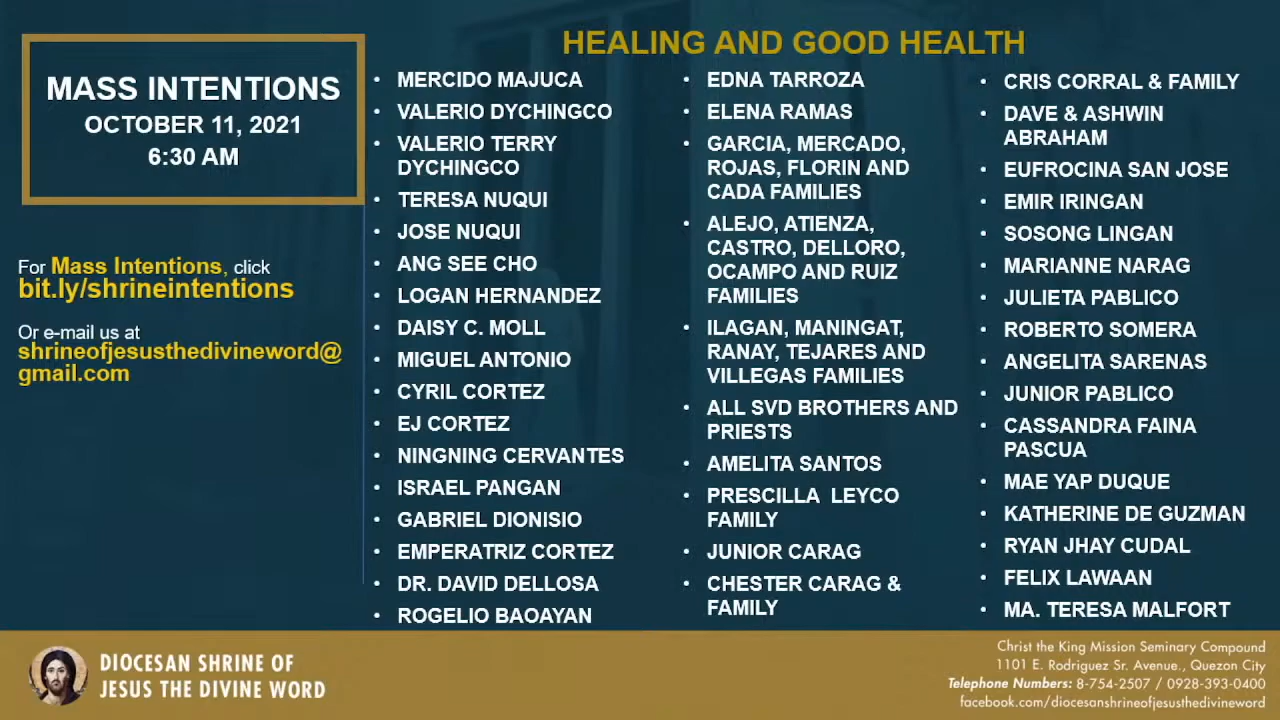 MASS INTENTIONS
OCTOBER 11, 2021
6:30 AM
For Mass Intentions, click
bit.ly/shrineintentions
Or e-mail us at
shrineofjesusthedivineword@
gmail.com
HEALING AND GOOD HEALTH
• MERCIDO MAJUCA
• VALERIO DYCHINGCO
• VALERIO TERRY
DYCHINGCO
• TERESA NUQUI
• JOSE NUQUI
• ANG SEE CHO
• LOGAN HERNANDEZ
• DAISY C. MOLL
• MIGUEL ANTONIO
• CYRIL CORTEZ
• EJ CORTEZ
• NINGNING CERVANTES
• ISRAEL PANGAN
• GABRIEL DIONISIO
• EMPERATRIZ CORTEZ
• DR. DAVID DELLOSA
• ROGELIO BAOAYAN
• EDNA TARROZA
• ELENA RAMAS
• GARCIA, MERCADO,
ROJAS, FLORIN AND
CADA FAMILIES
• ALEJO, ATIENZA,
CASTRO, DELLORO,
OCAMPO AND RUIZ
FAMILIES
• ILAGAN, MANINGAT,
RANAY, TEJARES AND
VILLEGAS FAMILIES
• ALL SVD BROTHERS AND
PRIESTS
• AMELITA SANTOS
• PRESCILLA  LEYCO
FAMILY
• JUNIOR CARAG
• CHESTER CARAG &
FAMILY
• CRIS CORRAL & FAMILY
• DAVE & ASHWIN
ABRAHAM
• EUFROCINA SAN JOSE
• EMIR IRINGAN
• SOSONG LINGAN
• MARIANNE NARAG
• JULIETA PABLICO
• ROBERTO SOMERA
• ANGELITA SARENAS
• JUNIOR PABLICO
• CASSANDRA FAINA
PASCUA
• MAE YAP DUQUE
• KATHERINE DE GUZMAN
• RYAN JHAY CUDAL
• FELIX LAWAAN
• MA. TERESA MALFORT
DIOCESAN SHRINE OF
JESUS THE DIVINE WORD
Christ the King Mission Seminary Compound
1101 E. Rodriguez Sr. Avenue., Quezon City
Telephone Numbers: 8-754-2507 / 0928-393-0400
facebook.com/diocesanshrineofjesusthedivineword